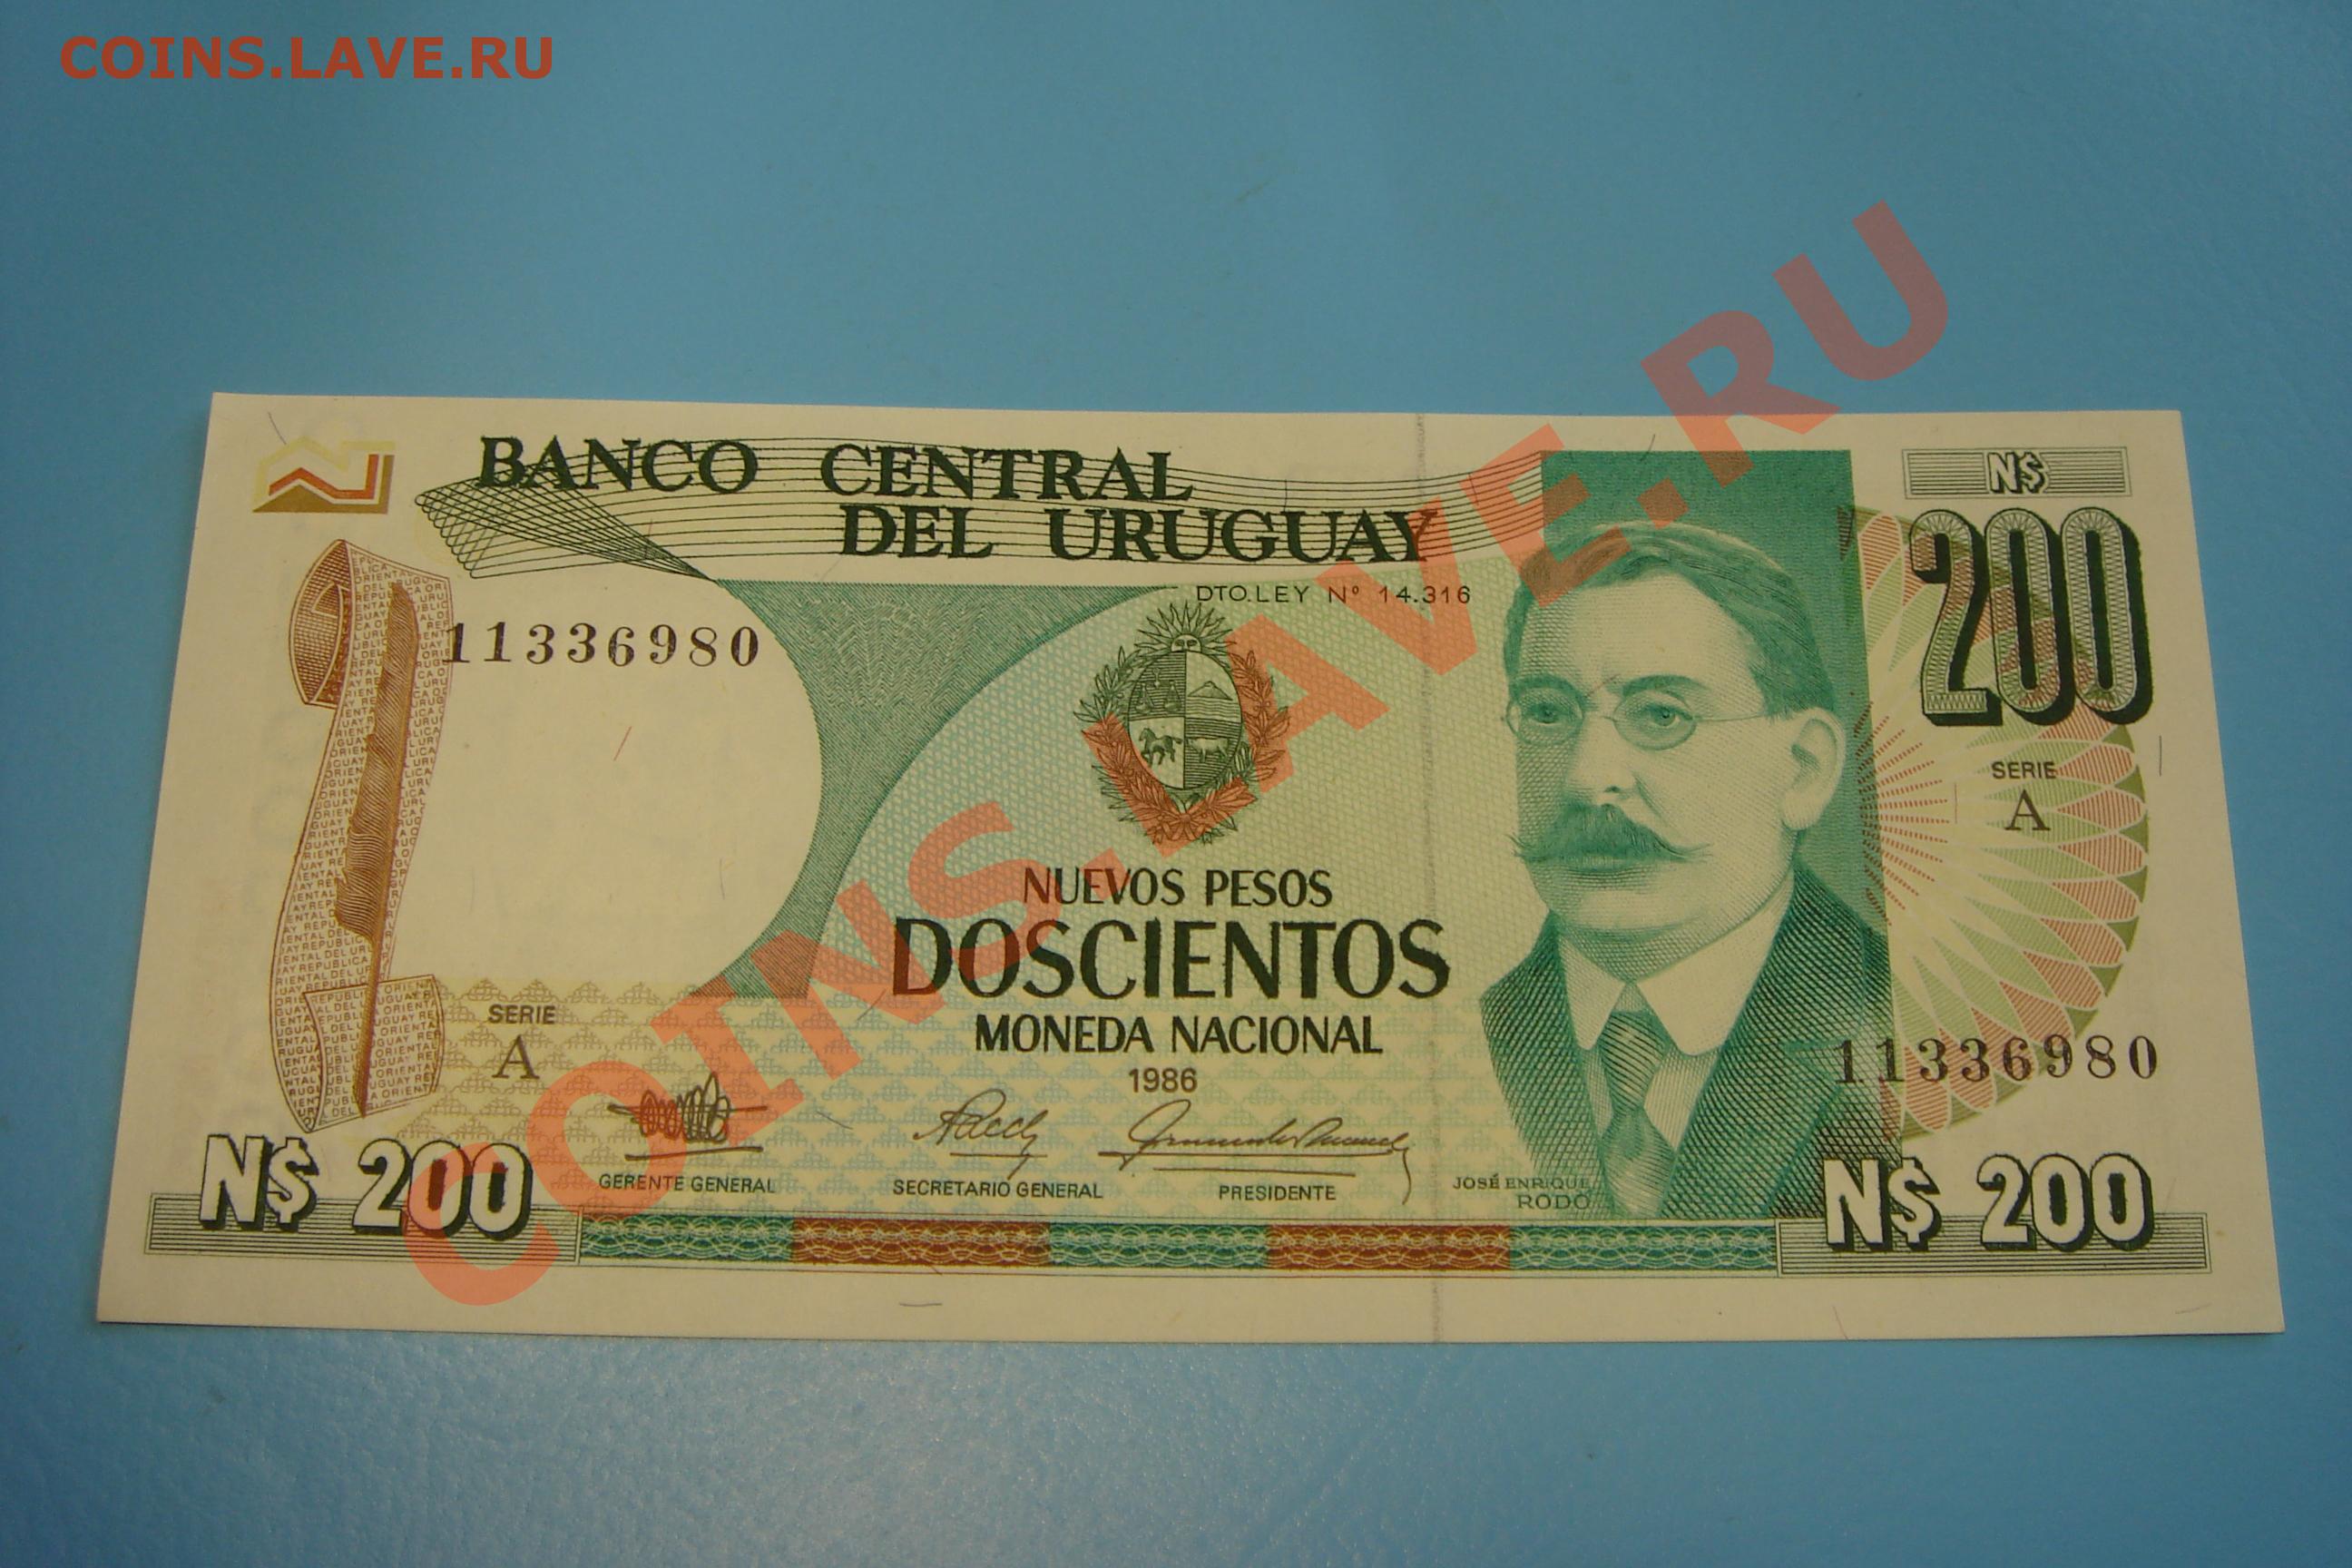 COINS.LAVE.RU
BANCO CENTRAL
DEL URUGUAY
N$
200
DTO.LEY Nº 14.316
11336980
SERIE
A
NUEVOS PESOS
DOSCIENTOS
MONEDA NACIONAL
1986
SERIE
A
11336980
GERENTE GENERAL
SECRETARIO GENERAL
PRESIDENTE
JOSÉ ENRIQUE
RODÓ
N$ 200
N$ 200
COINS.LAVE.RU